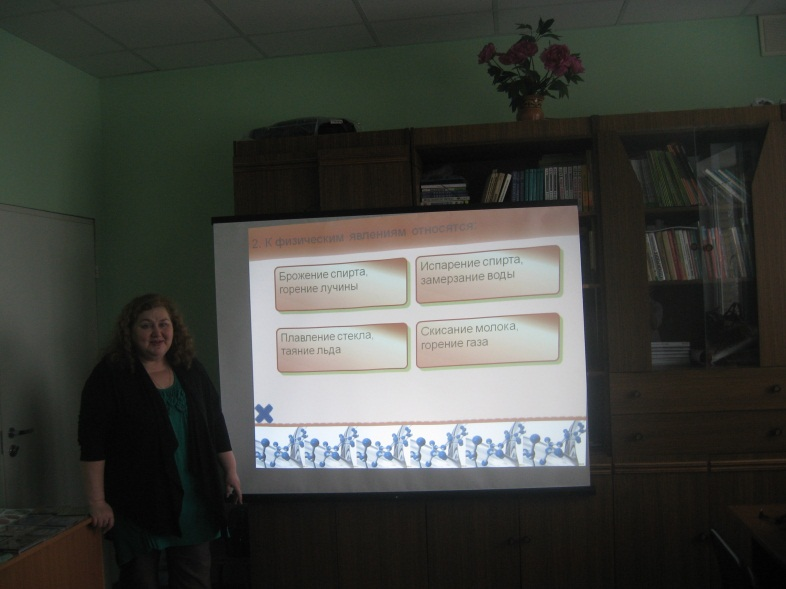 2. К физическим явлениям относятся:
Брожение спирта,
горение лучины
Испарение спирта,
замерзание воды
Плавление стекла,
таяние льда
Скисание молока,
горение газа